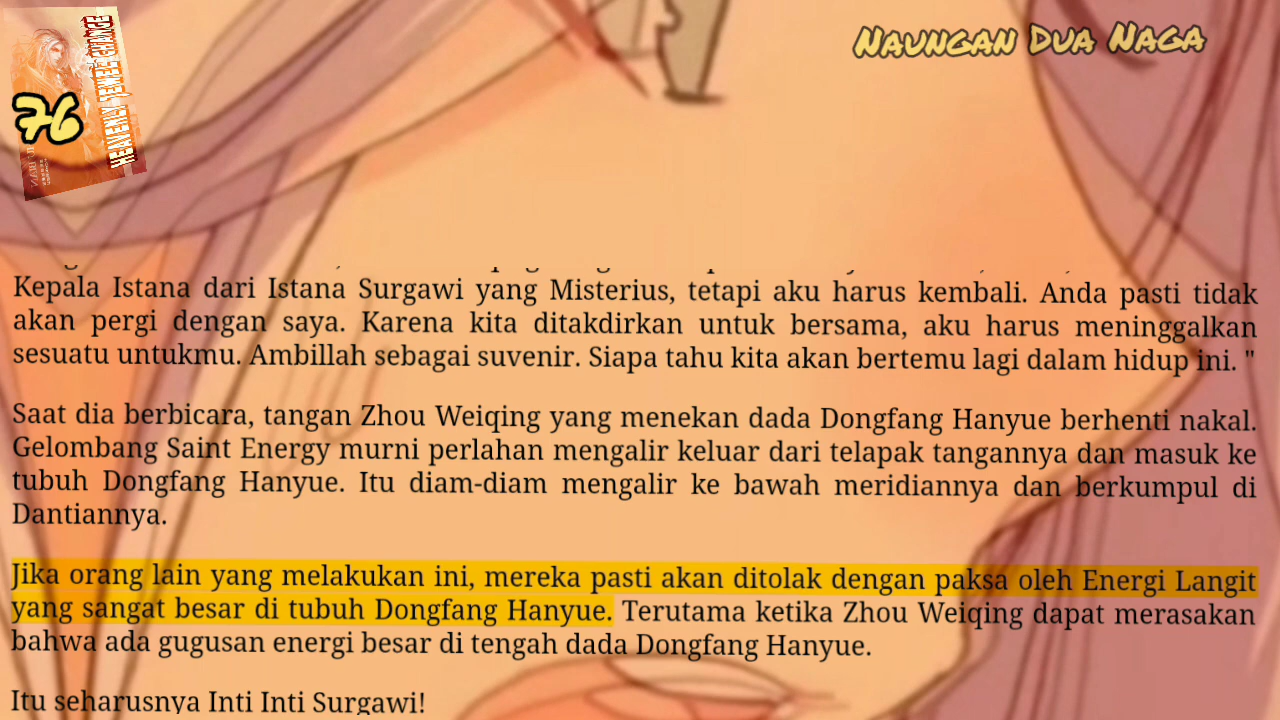 HEAVENLY JEWEL CHANGE
76
Naungan Dua Naga
Kepala Istana dari Istana Surgawi yang Misterius, tetapi aku harus kembali. Anda pasti tidak
akan pergi dengan saya. Karena kita ditakdirkan untuk bersama, aku harus meninggalkan
sesuatu untukmu. Ambillah sebagai suvenir. Siapa tahu kita akan bertemu lagi dalam hidup ini. "
Saat dia berbicara, tangan Zhou Weiqing yang menekan dada Dongfang Hanyue berhenti nakal.
Gelombang Saint Energy murni perlahan mengalir keluar dari telapak tangannya dan masuk ke
tubuh Dongfang Hanyue. Itu diam-diam mengalir ke bawah meridiannya dan berkumpul di
Dantiannya.
Jika orang lain yang melakukan ini, mereka pasti akan ditolak dengan paksa oleh Energi Langit
yang sangat besar di tubuh Dongfang Hanyue. Terutama ketika Zhou Weiqing dapat merasakan
bahwa ada gugusan energi besar di tengah dada Dongfang Hanyue.
Itu seharusnya Inti Inti Surgawi!